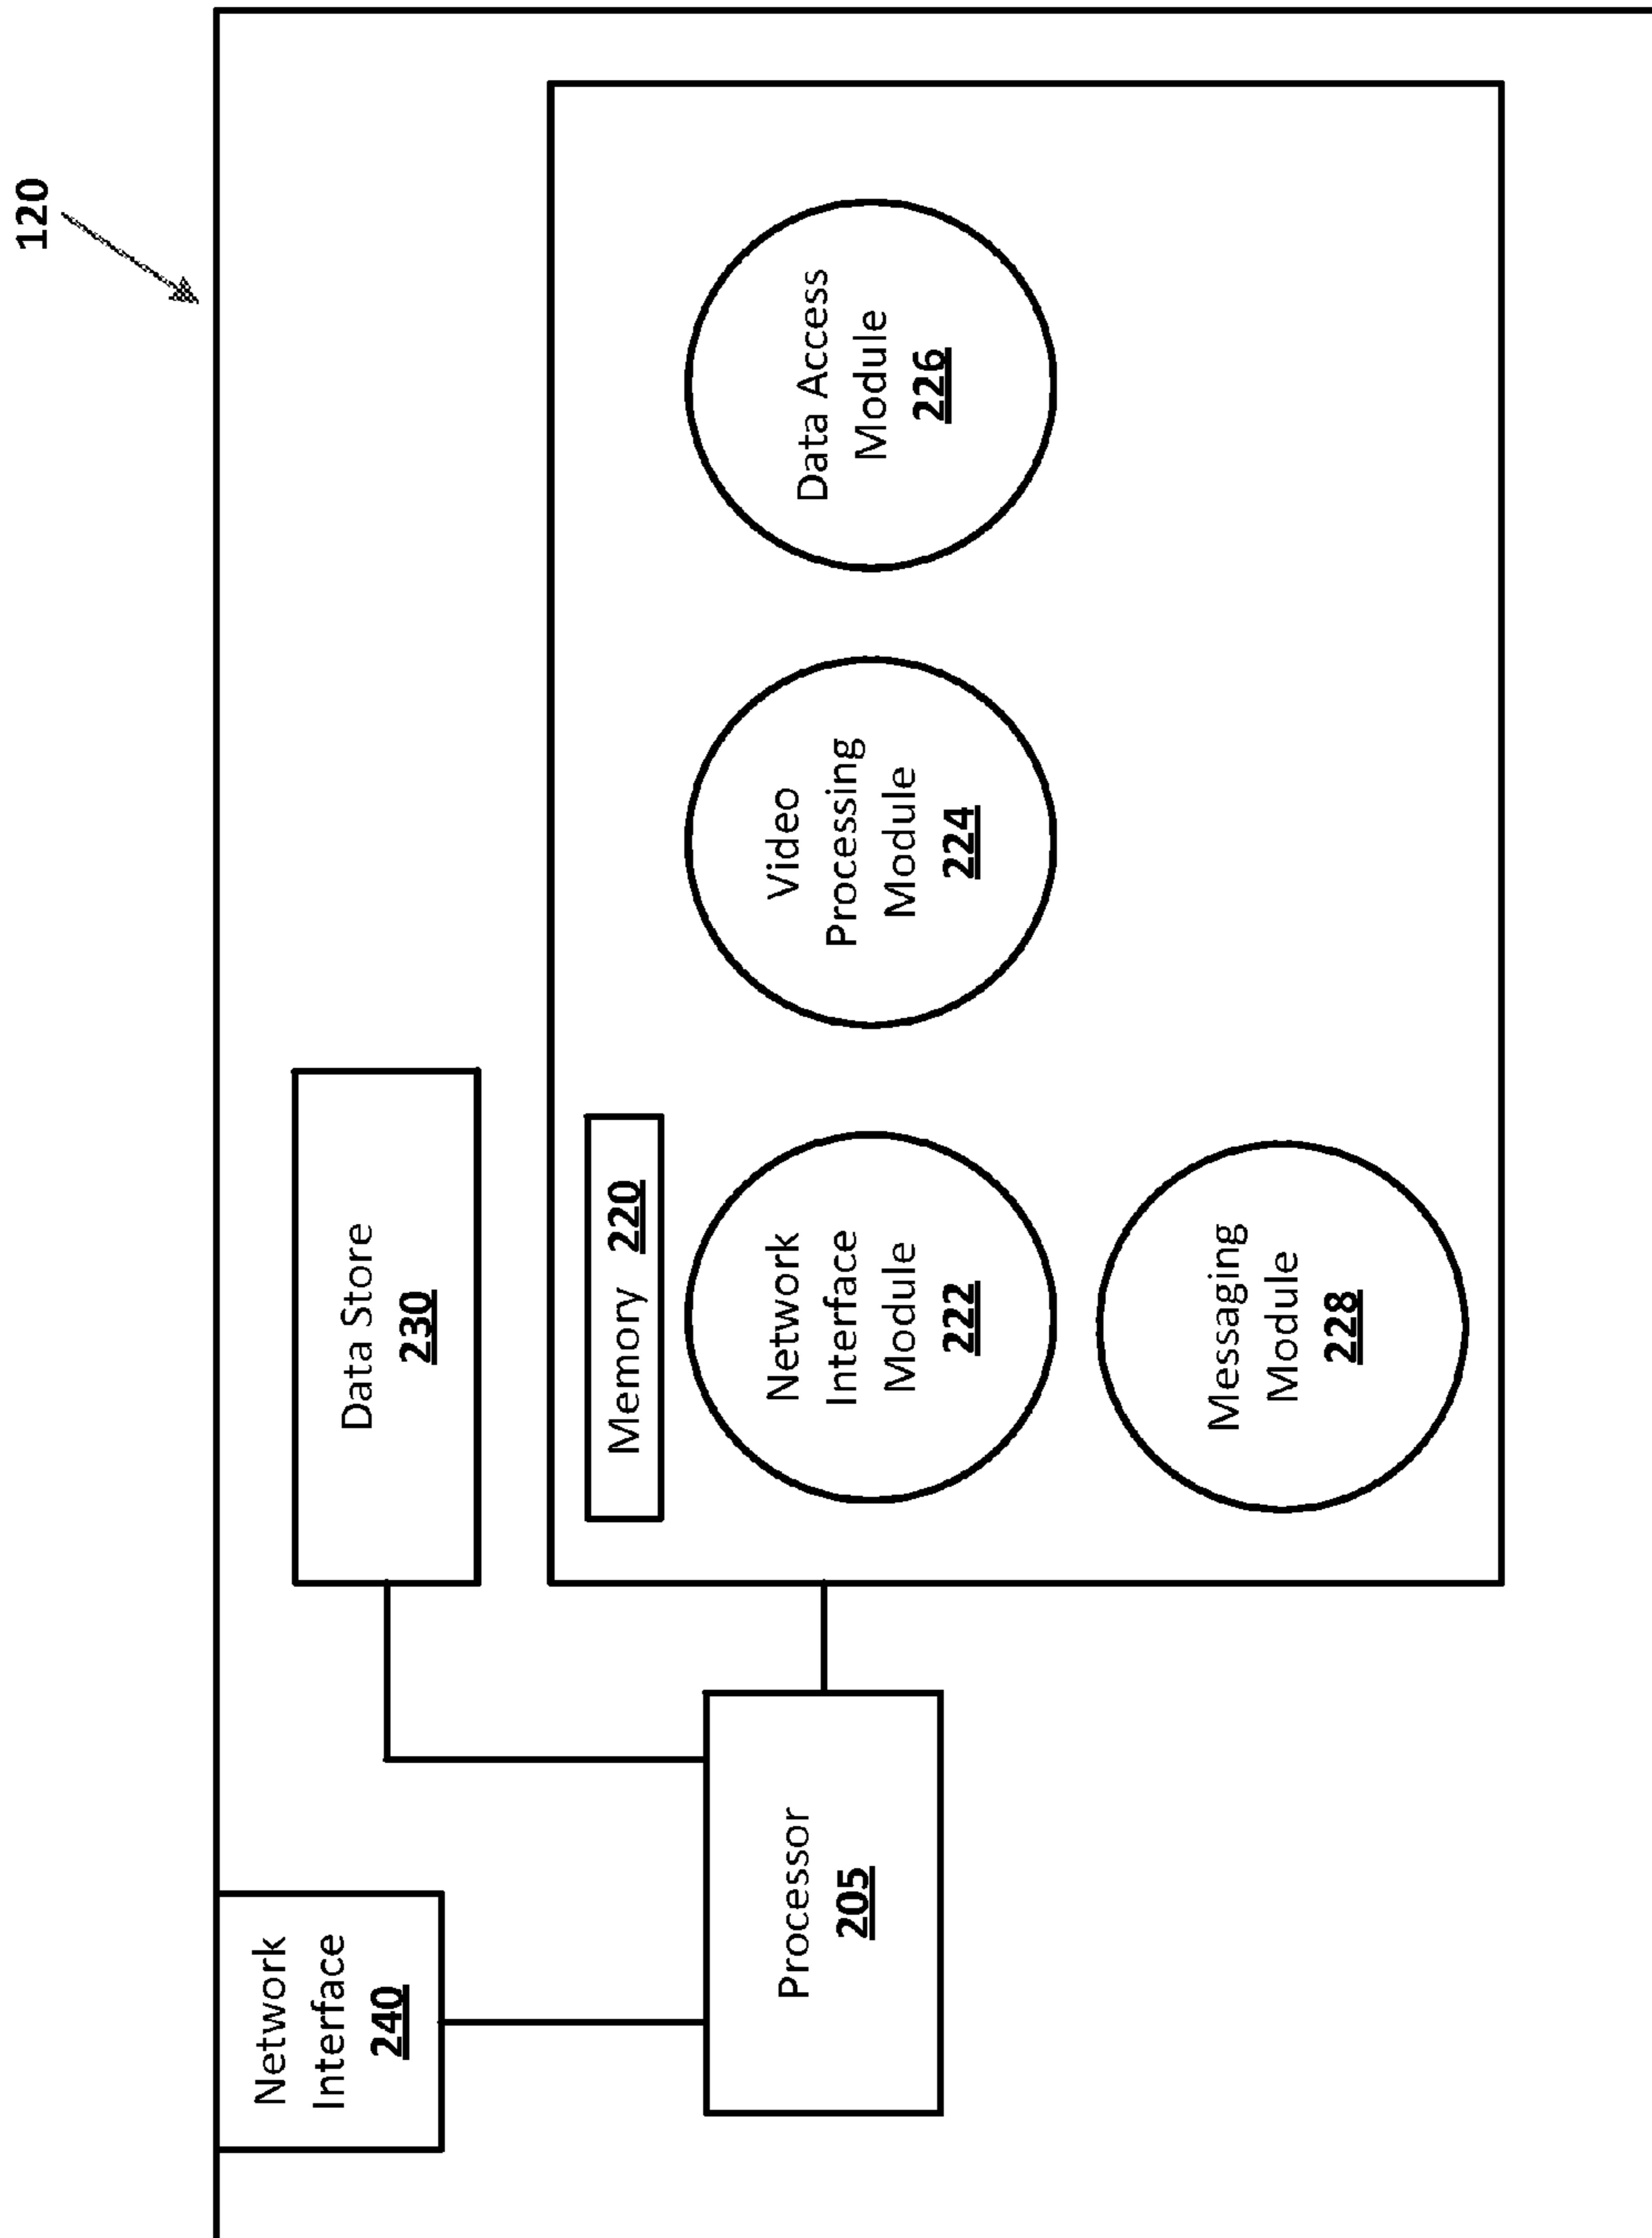 120
Network
Interface
240
Data Store
230
Processor
205
Memory 220
Network
Interface
Module
222
Video
Processing
Module
224
Data Access
Module
226
Messaging
Module
228